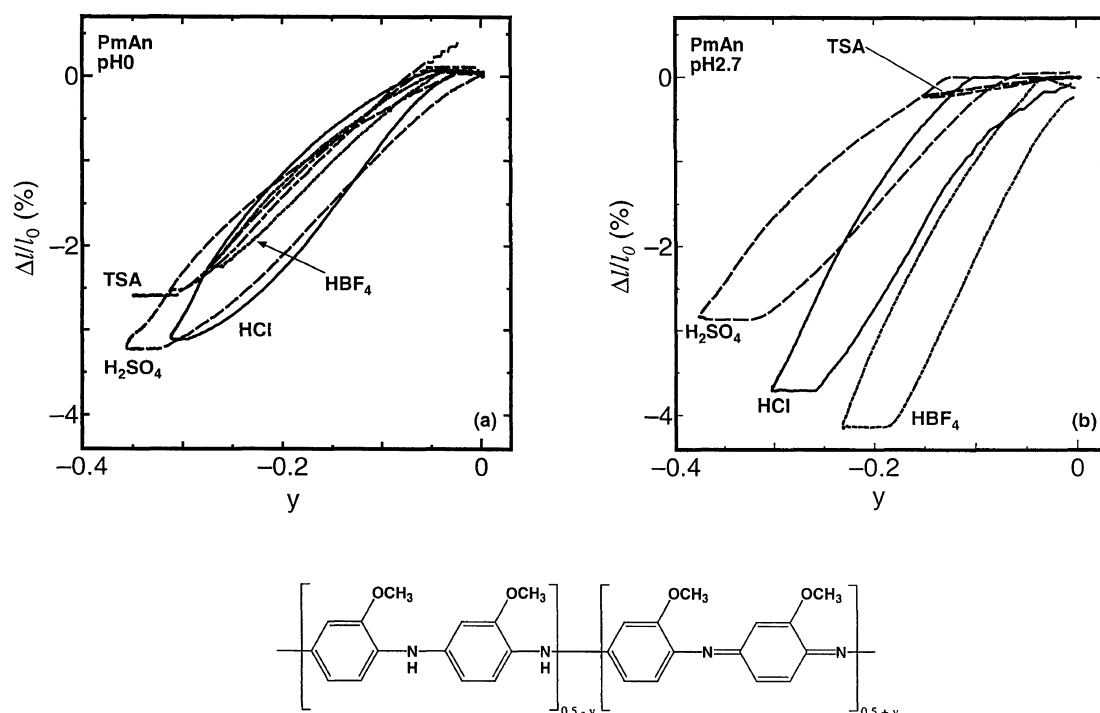 PmAn
pH0
0
−2
−4
Δl/l₀ (%)
TSA
H₂SO₄
HCl
HBF₄
(a)
−0.4
−0.2
0
y
PmAn
pH2.7
TSA
0
−2
−4
Δl/l₀ (%)
H₂SO₄
HCl
HBF₄
(b)
−0.4
−0.2
0
y
OCH₃
OCH₃
OCH₃
OCH₃
N
H
N
H
N
N
0.5 - y
0.5 + y